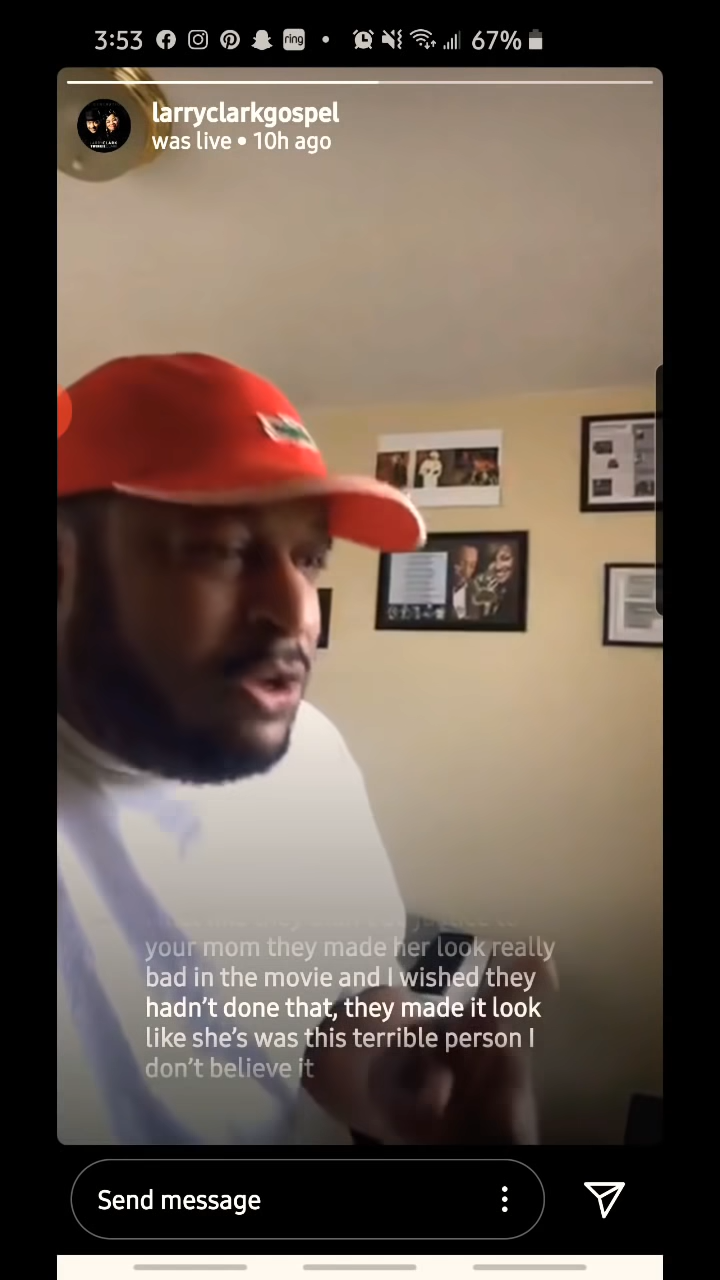 3:53 ring 67%
larryclarkgospel
was live • 10h ago
your mom they made her look really
bad in the movie and I wished they
hadn't done that, they made it look
like she's was this terrible person I
don't believe it
Send message